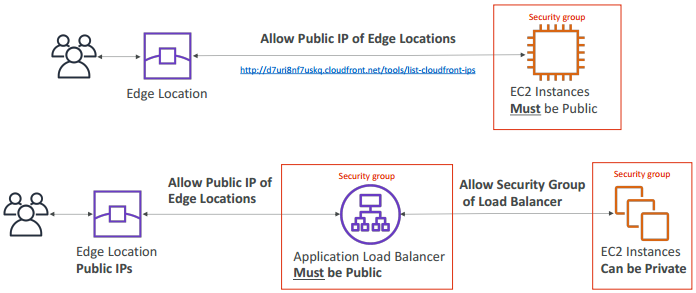 Security group
Allow Public IP of Edge Locations
http://d7uri8nf7uskq.cloudfront.net/tools/list-cloudfront-ips
Edge Location
EC2 Instances
Must be Public
Security group
Allow Public IP of
Edge Locations
Allow Security Group
of Load Balancer
Security group
Edge Location
Public IPs
Application Load Balancer
Must be Public
EC2 Instances
Can be Private